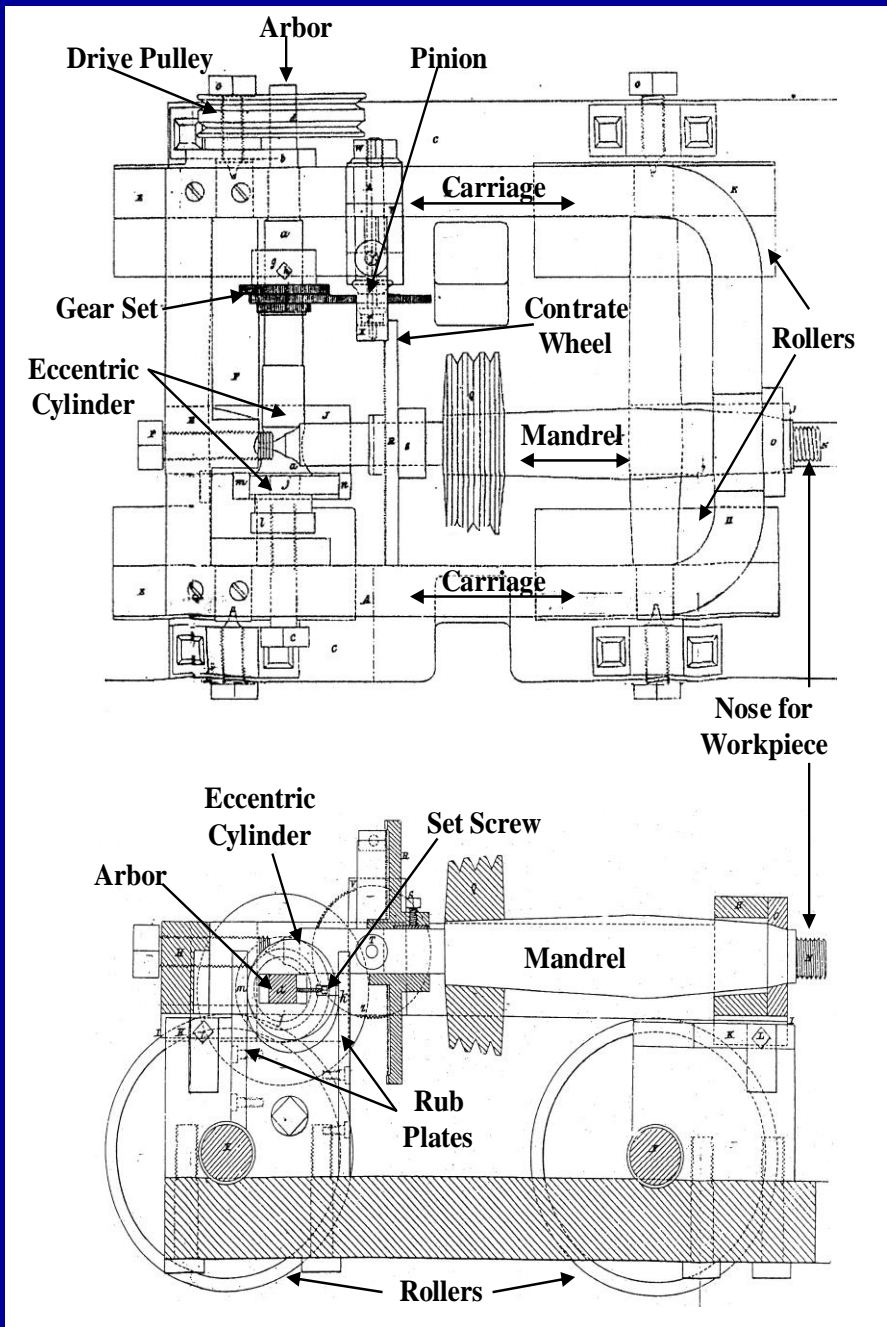 Arbor
Drive Pulley
Pinion
Carriage
Gear Set
Contrate
Wheel
Rollers
Eccentric
Cylinder
Mandrel
Carriage
Nose for
Workpiece
Eccentric
Cylinder
Set Screw
Arbor
Mandrel
Rub
Plates
Rollers